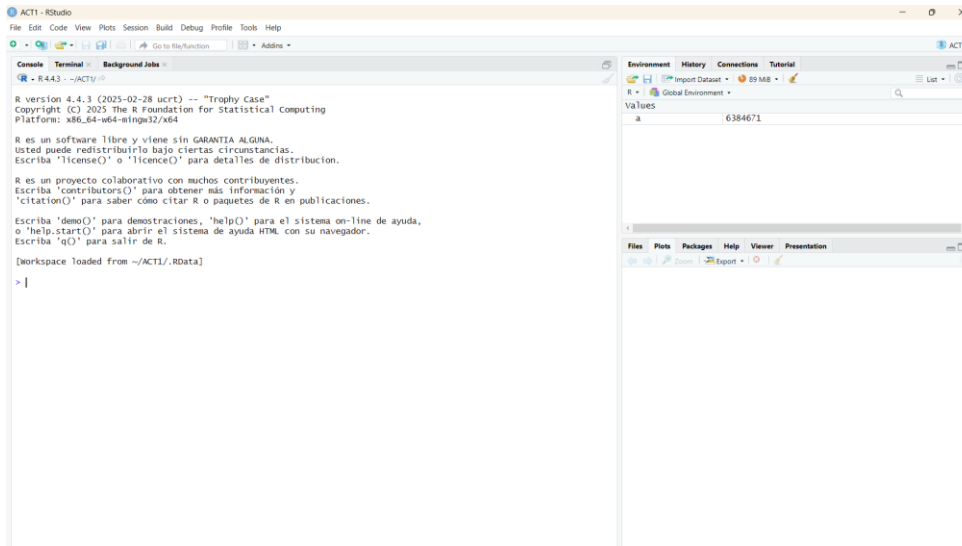 ACT1 - RStudio
File Edit Code View Plots Session Build Debug Profile Tools Help
Go to file/function Addins ACT
Console Terminal Background Jobs
R 4.4.3 · ~/ACT1/
R version 4.4.3 (2025-02-28 ucrt) -- "Trophy Case"
Copyright (C) 2025 The R Foundation for Statistical Computing
Platform: x86_64-w64-mingw32/x64
R es un software libre y viene sin GARANTIA ALGUNA.
Usted puede redistribuirlo bajo ciertas circunstancias.
Escriba 'license()' o 'licence()' para detalles de distribucion.
R es un proyecto colaborativo con muchos contribuyentes.
Escriba 'contributors()' para obtener más información y
'citation()' para saber cómo citar R o paquetes de R en publicaciones.
Escriba 'demo()' para demostraciones, 'help()' para el sistema on-line de ayuda,
o 'help.start()' para abrir el sistema de ayuda HTML con su navegador.
Escriba 'q()' para salir de R.
[Workspace loaded from ~/ACT1/.RData]
>
Environment History Connections Tutorial
Import Dataset 89 MiB List
R Global Environment
Values
a 6384671
Files Plots Packages Help Viewer Presentation
Zoom Export